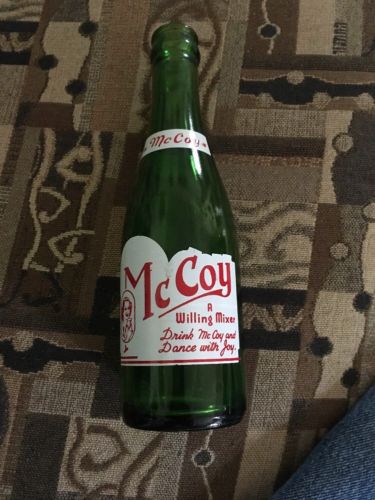 McCoy
McCoy
A
Willing Mixer
Drink McCoy and
Dance with Joy.